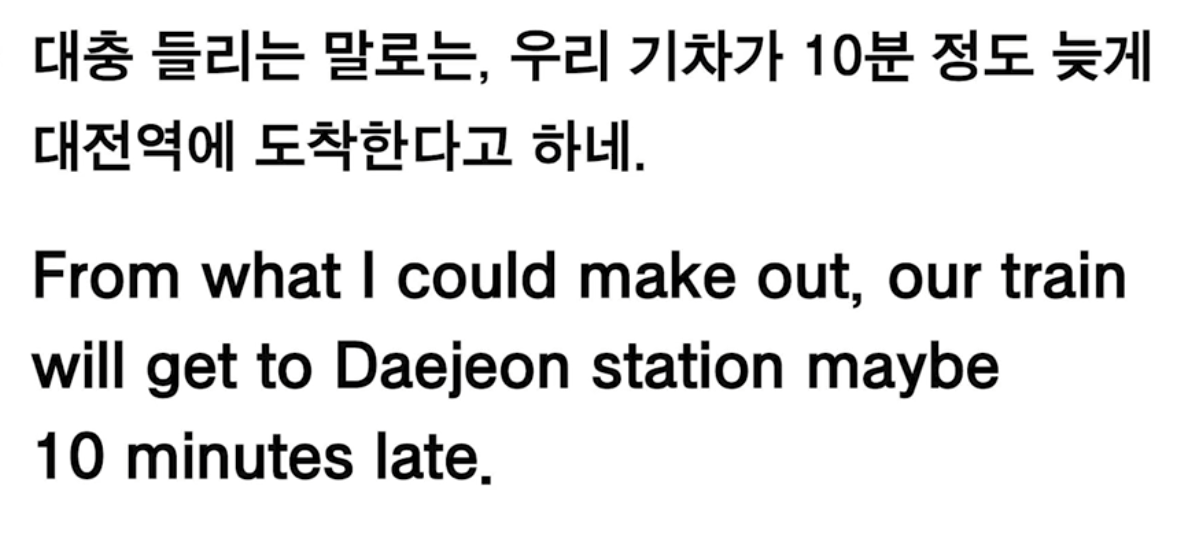 대충 들리는 말로는, 우리 기차가 10분 정도 늦게
대전역에 도착한다고 하네.
From what I could make out, our train
will get to Daejeon station maybe
10 minutes late.